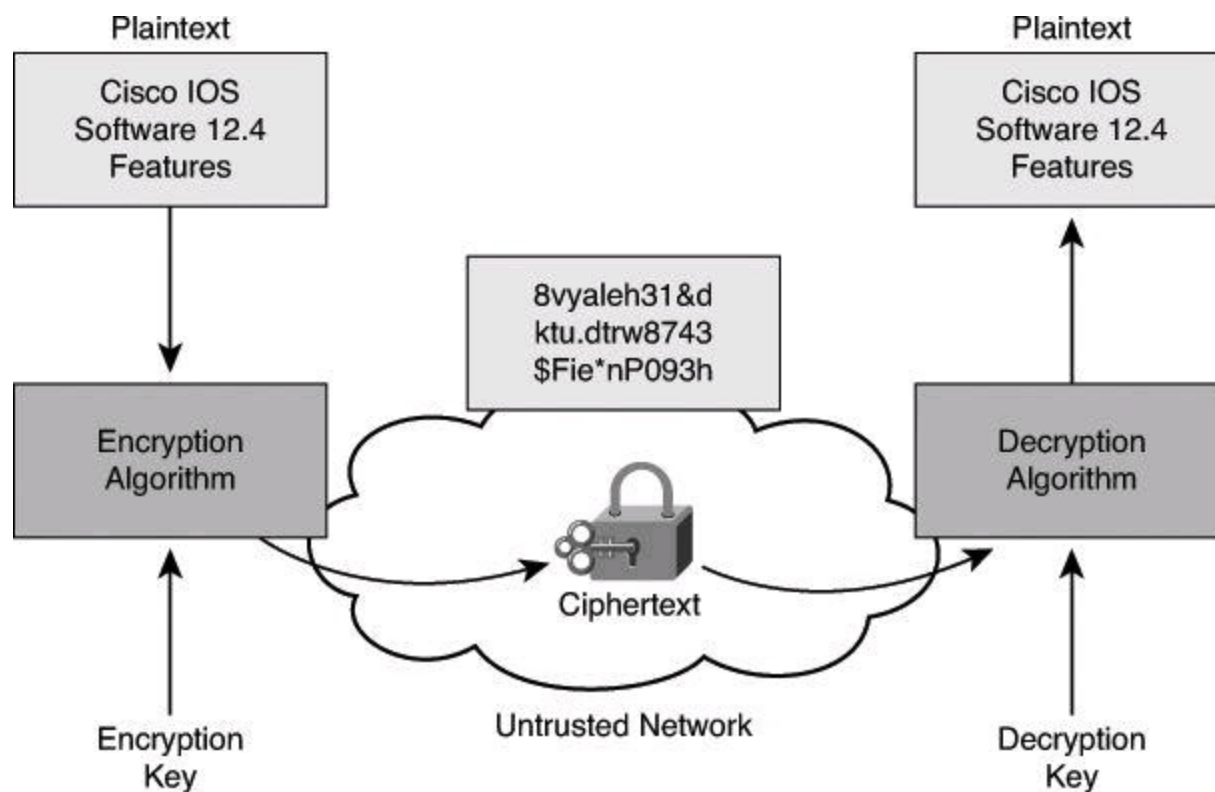 Plaintext
Cisco IOS
Software 12.4
Features
Plaintext
Cisco IOS
Software 12.4
Features
8vyaleh31&d
ktu.dtrw8743
$Fie*nP093h
Encryption
Algorithm
Decryption
Algorithm
Ciphertext
Untrusted Network
Encryption
Key
Decryption
Key